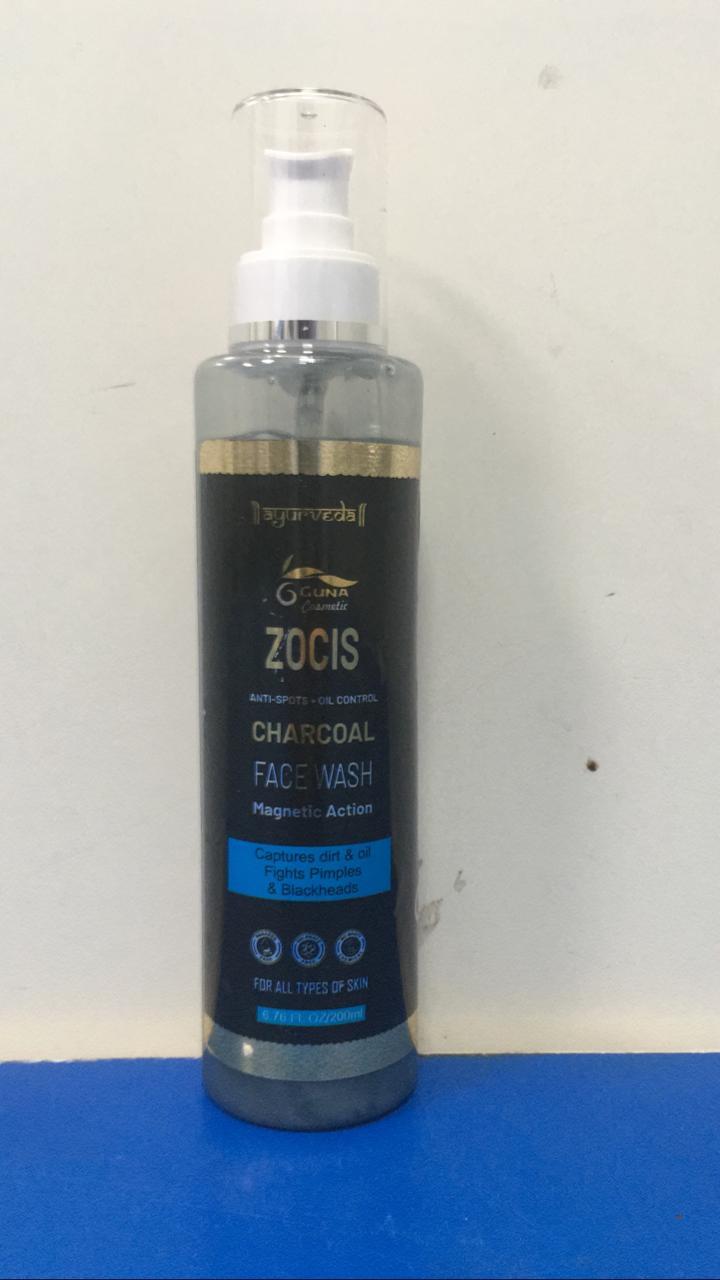 ||ayurveda||
GUNA
Cosmetic
ZOCIS
ANTI-SPOTS - OIL CONTROL
CHARCOAL
FACE WASH
Magnetic Action
Captures dirt & oil
Fights Pimples
& Blackheads
FOR ALL TYPES OF SKIN
6.76 FL OZ/200ml